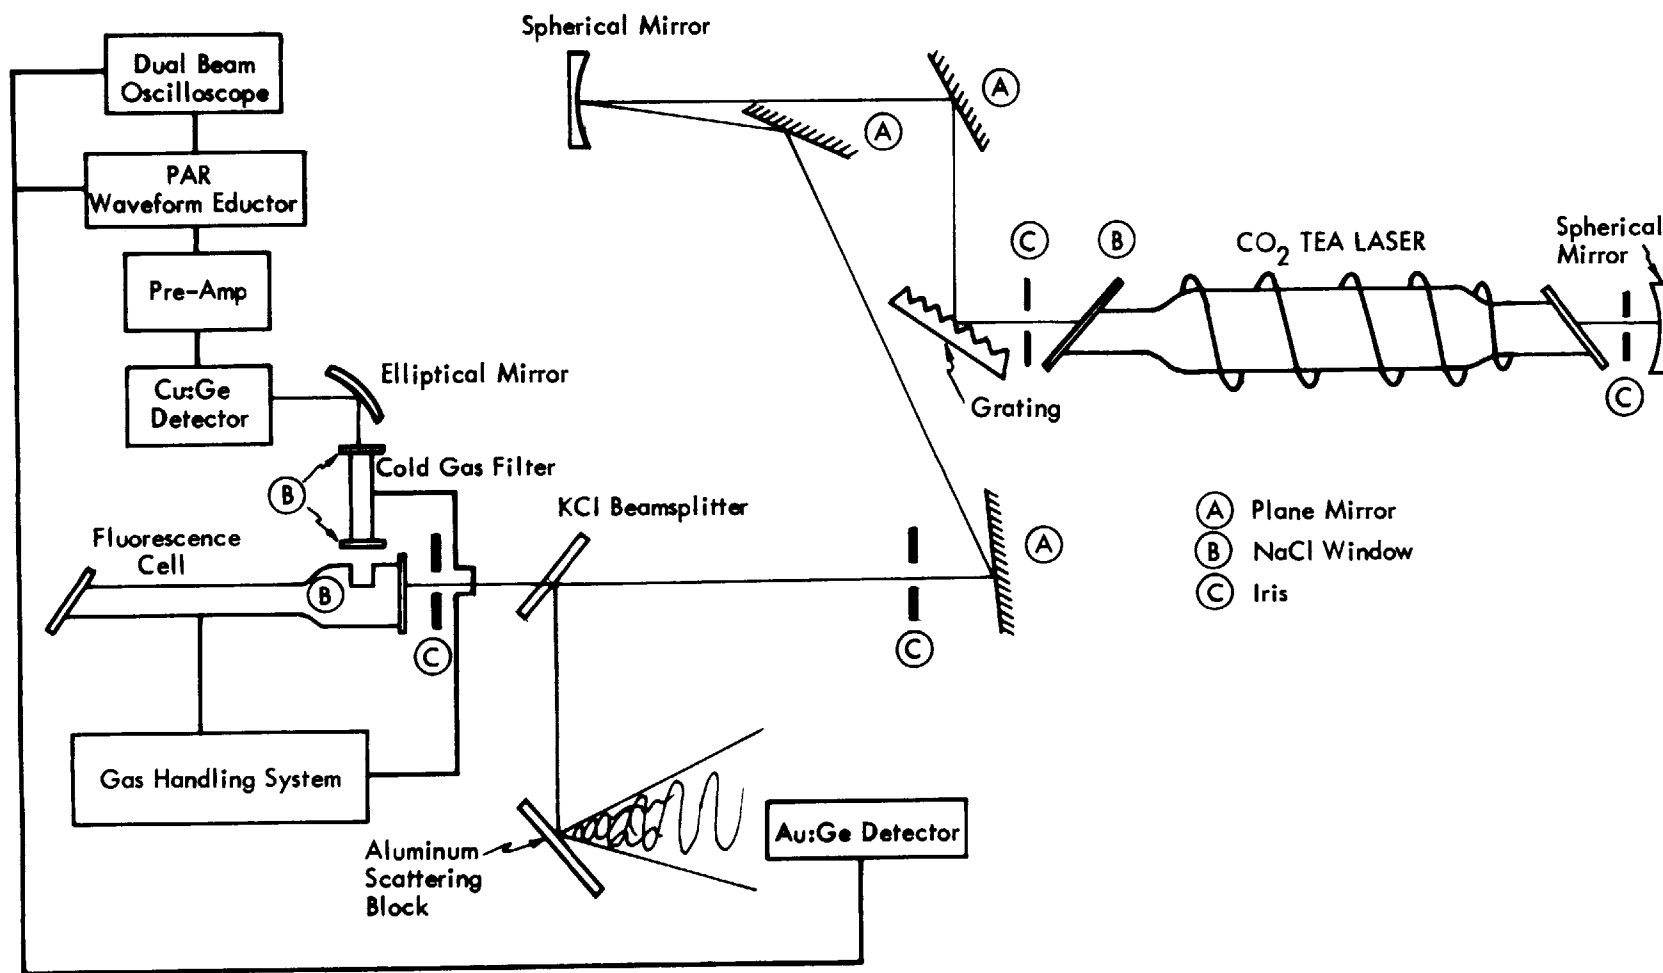 Spherical Mirror
Dual Beam
Oscilloscope
A
A
PAR
Waveform Eductor
C
B
CO2 TEA LASER
Spherical
Mirror
Pre-Amp
Elliptical Mirror
Cu:Ge
Detector
Grating
C
Cold Gas Filter
B
KCl Beamsplitter
A Plane Mirror
B NaCl Window
C Iris
Fluorescence
Cell
A
B
C
C
Gas Handling System
Au:Ge Detector
Aluminum
Scattering
Block